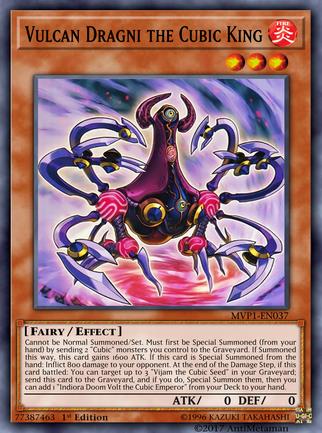 Vulcan Dragni the Cubic King
FIRE
炎
MVP1-EN037
[ Fairy / Effect ]
Cannot be Normal Summoned/Set. Must first be Special Summoned (from your
hand) by sending 2 "Cubic" monsters you control to the Graveyard. If Summoned
this way, this card gains 1600 ATK. If this card is Special Summoned from the
hand: Inflict 800 damage to your opponent. At the end of the Damage Step, if this
card battled: You can target up to 3 "Vijam the Cubic Seed" in your Graveyard;
send this card to the Graveyard, and if you do, Special Summon them, then you
can add 1 "Indiora Doom Volt the Cubic Emperor" from your Deck to your hand.
ATK/ 0 DEF/ 0
77387463 1st Edition ©1996 KAZUKI TAKAHASHI
©2017 AntiMetaman